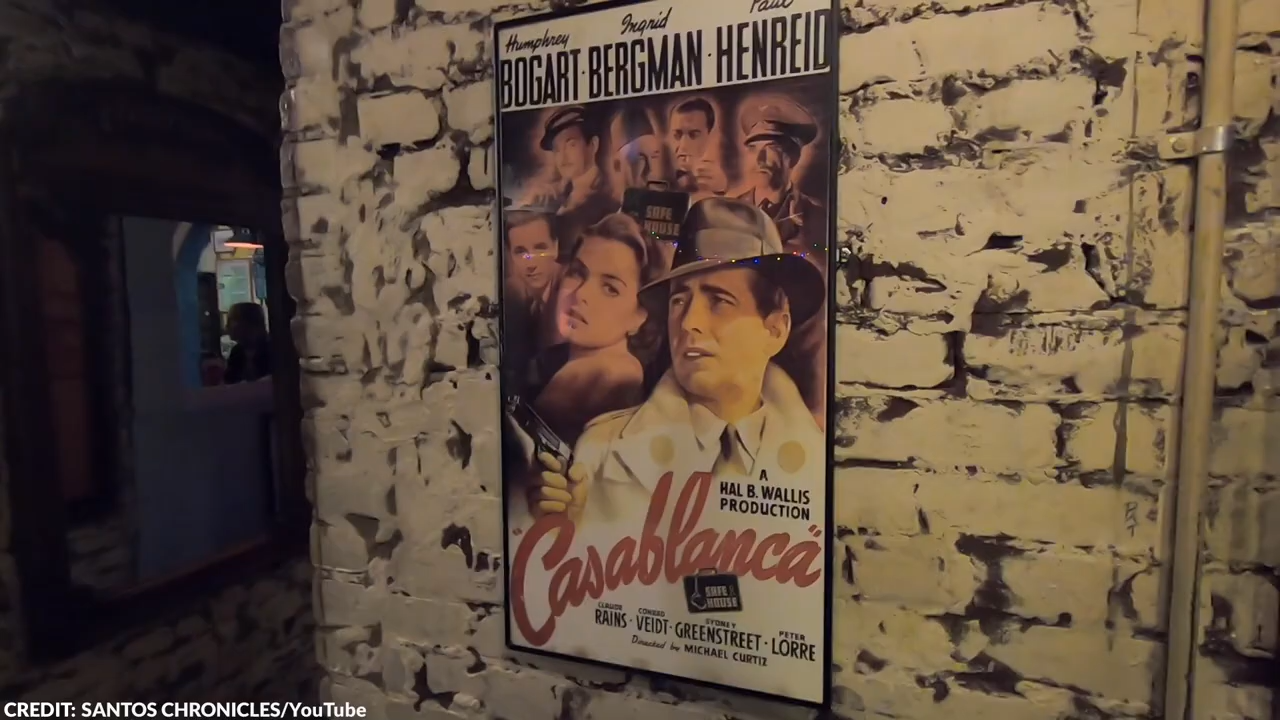 Humphrey Ingrid Paul
BOGART · BERGMAN · HENREID
SAFE
HOUSE
A
HAL B. WALLIS
PRODUCTION
"Casablanca"
SAFE
HOUSE
CLAUDE CONRAD SYDNEY PETER
RAINS · VEIDT · GREENSTREET · LORRE
Directed by MICHAEL CURTIZ
CREDIT: SANTOS CHRONICLES/YouTube